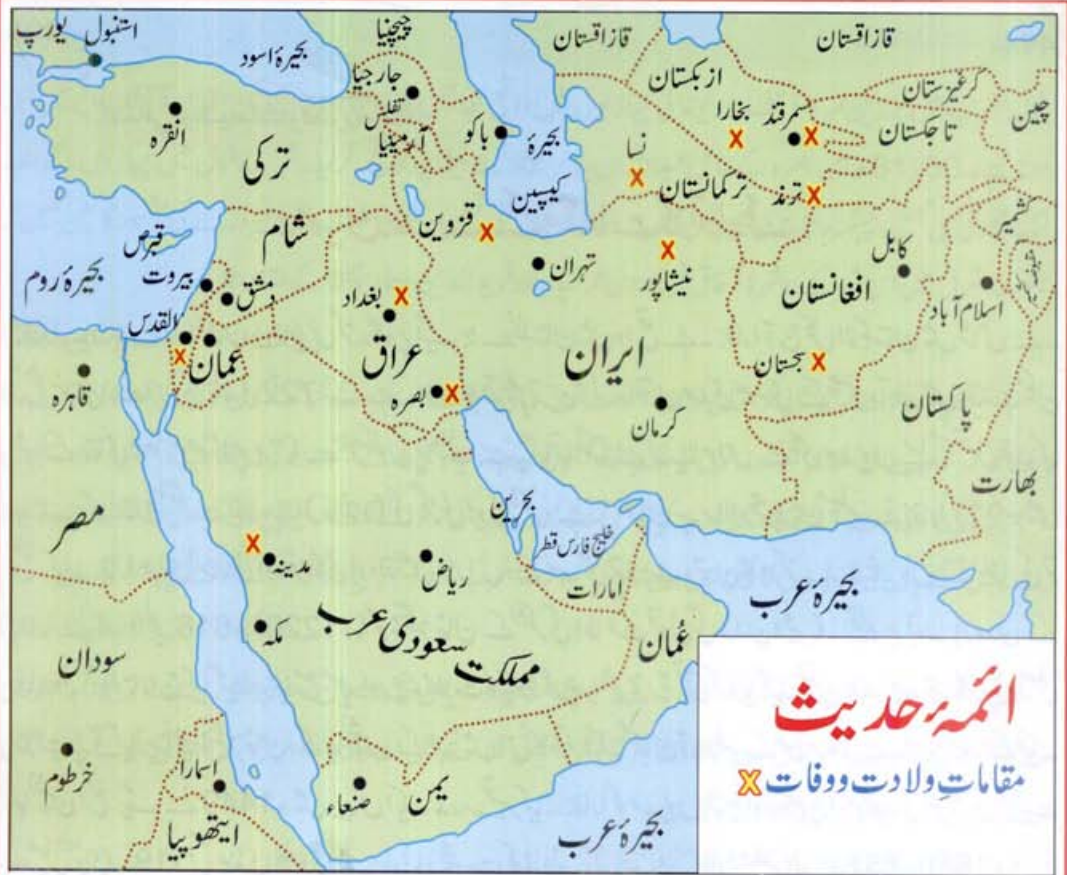 یورپ
استنبول
بحیرۂ اسود
چیچنیا
قازاقستان
قازاقستان
جارجیا
تفلس
آرمینیا
باکو
بحیرۂ
کیپسین
انقرہ
ترکی
ازبکستان
بخارا
سمرقند
کرغیزستان
تاجکستان
چین
نسا
ترکمانستان
ترمذ
قزوین
شام
قبرص
بیروت
دمشق
بحیرۂ روم
القدس
عمان
قاہرہ
بغداد
عراق
بصرہ
تہران
نیشاپور
ایران
کرمان
افغانستان
کابل
کشمیر
اسلام آباد
سجستان
پاکستان
بھارت
مصر
مدینہ
ریاض
بحرین
خلیج فارس
قطر
امارات
بحیرۂ عرب
مکہ
مملکت سعودی عرب
عُمان
سودان
خرطوم
اسمارا
ایتھوپیا
صنعاء
یمن
بحیرۂ عرب
ائمۂ حدیث
مقاماتِ ولادت ووفات X